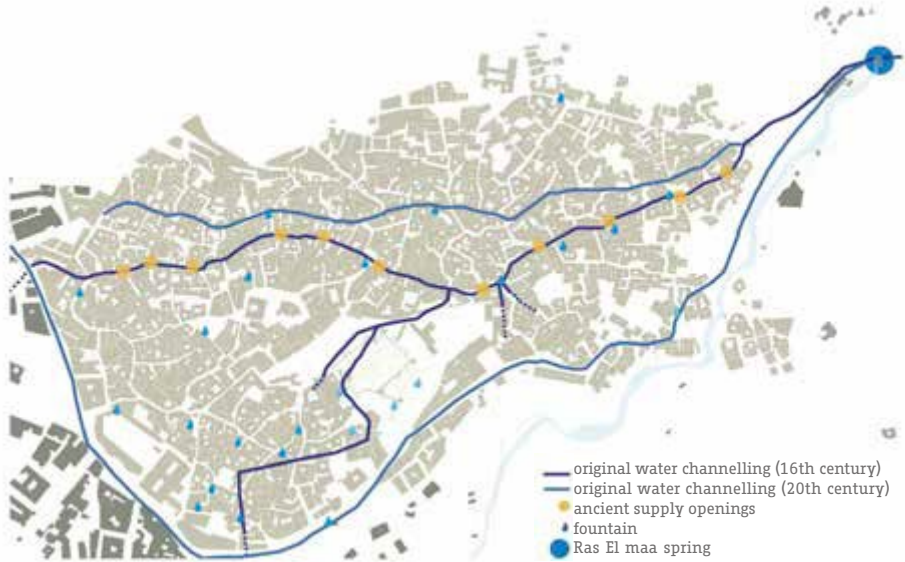 original water channelling (16th century)
original water channelling (20th century)
ancient supply openings
fountain
Ras El maa spring